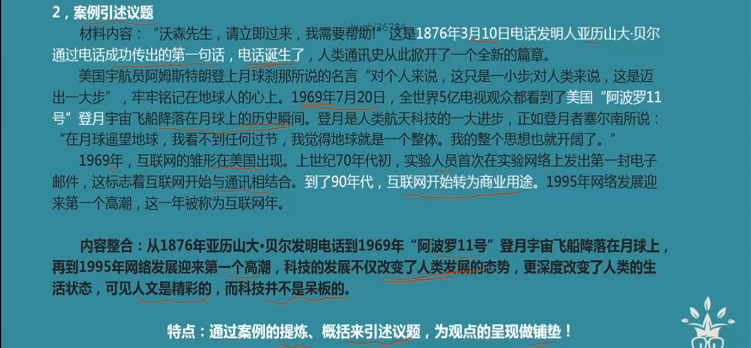 2，案例引述议题
材料内容：“沃森先生，请立即过来，我需要帮助!”这是1876年3月10日电话发明人亚历山大·贝尔
通过电话成功传出的第一句话，电话诞生了，人类通讯史从此掀开了一个全新的篇章。
美国宇航员阿姆斯特朗登上月球刹那所说的名言“对个人来说，这只是一小步;对人类来说，这是迈
出一大步”，牢牢铭记在地球人的心上。1969年7月20日，全世界5亿电视观众都看到了美国“阿波罗11
号”登月宇宙飞船降落在月球上的历史瞬间。登月是人类航天科技的一大进步，正如登月者塞尔南所说：
“在月球遥望地球，我看不到任何过节，我觉得地球就是一个整体。我的整个思想也就开阔了。”
1969年，互联网的雏形在美国出现。上世纪70年代初，实验人员首次在实验网络上发出第一封电子
邮件，这标志着互联网开始与通讯相结合。到了90年代，互联网开始转为商业用途。1995年网络发展迎
来第一个高潮，这一年被称为互联网年。
内容整合：从1876年亚历山大·贝尔发明电话到1969年“阿波罗11号”登月宇宙飞船降落在月球上，
再到1995年网络发展迎来第一个高潮，科技的发展不仅改变了人类发展的态势，更深度改变了人类的生
活状态，可见人文是精彩的，而科技并不是呆板的。
特点：通过案例的提炼、概括来引述议题，为观点的呈现做铺垫！